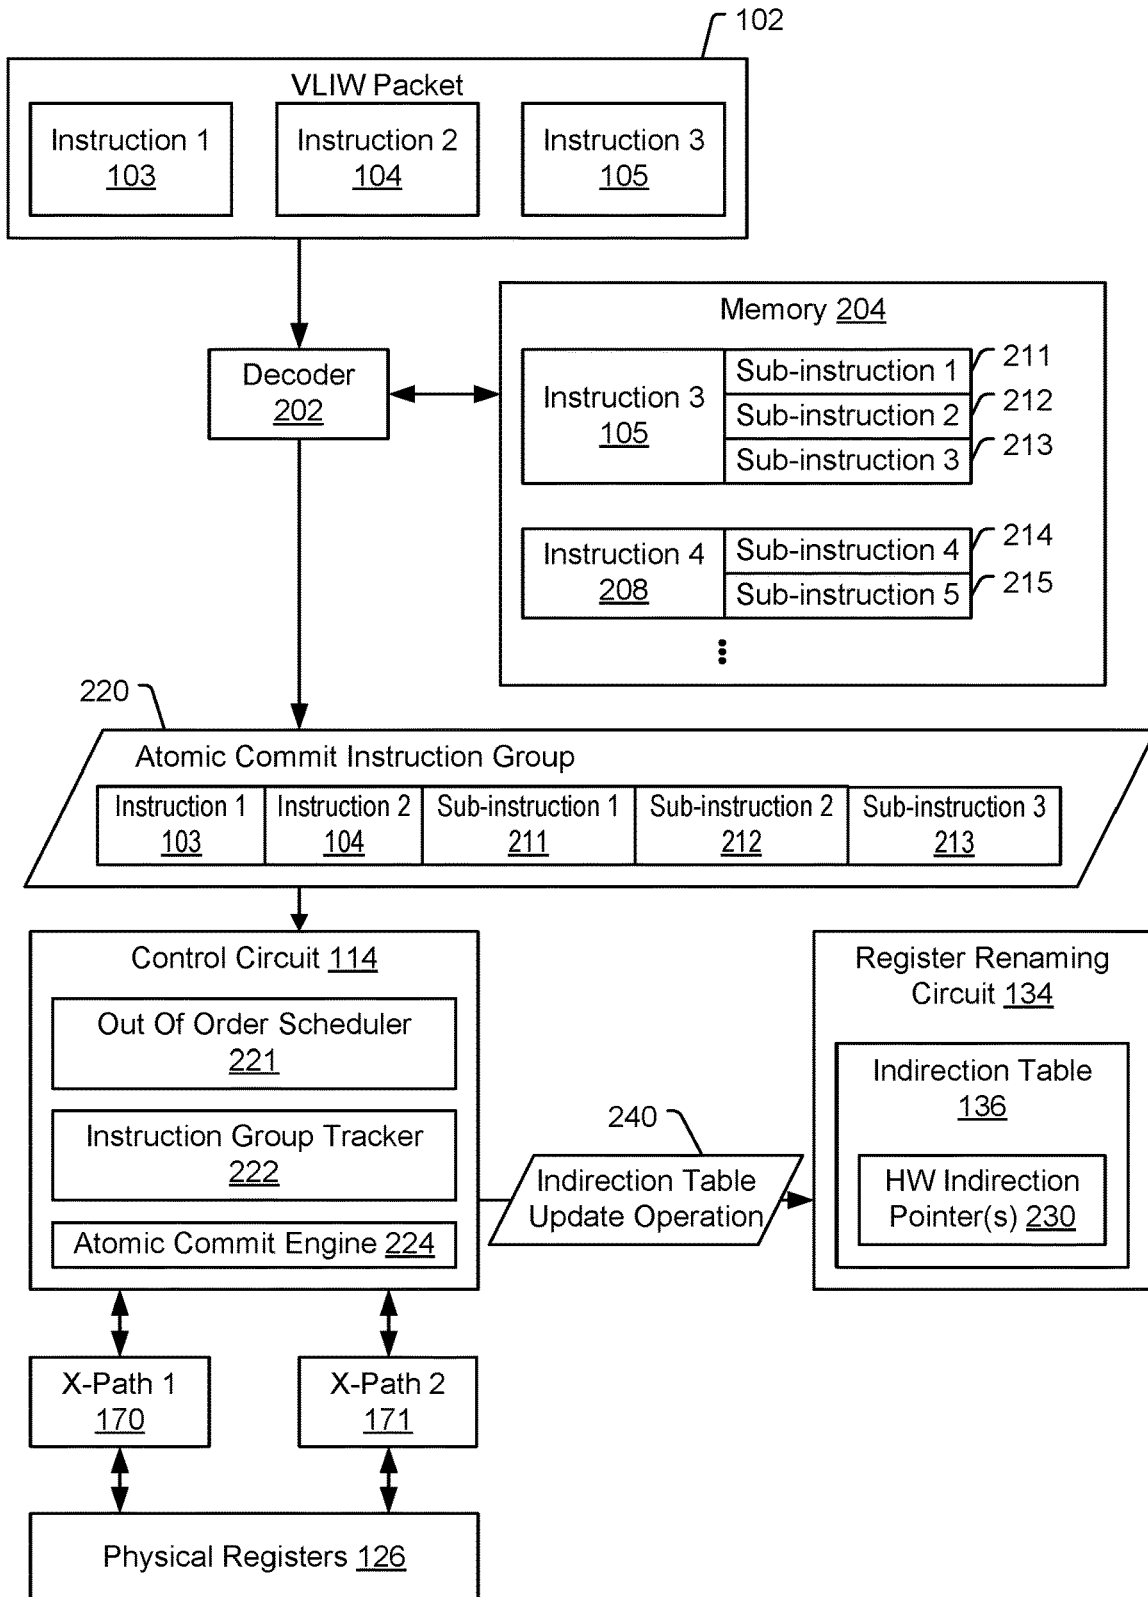 102
VLIW Packet
Instruction 1
103
Instruction 2
104
Instruction 3
105
Decoder
202
Memory 204
Instruction 3
105
Sub-instruction 1
211
Sub-instruction 2
212
Sub-instruction 3
213
Instruction 4
208
Sub-instruction 4
214
Sub-instruction 5
215
220
Atomic Commit Instruction Group
Instruction 1
103
Instruction 2
104
Sub-instruction 1
211
Sub-instruction 2
212
Sub-instruction 3
213
Control Circuit 114
Out Of Order Scheduler
221
Instruction Group Tracker
222
Atomic Commit Engine 224
240
Indirection Table
Update Operation
Register Renaming
Circuit 134
Indirection Table
136
HW Indirection
Pointer(s) 230
X-Path 1
170
X-Path 2
171
Physical Registers 126